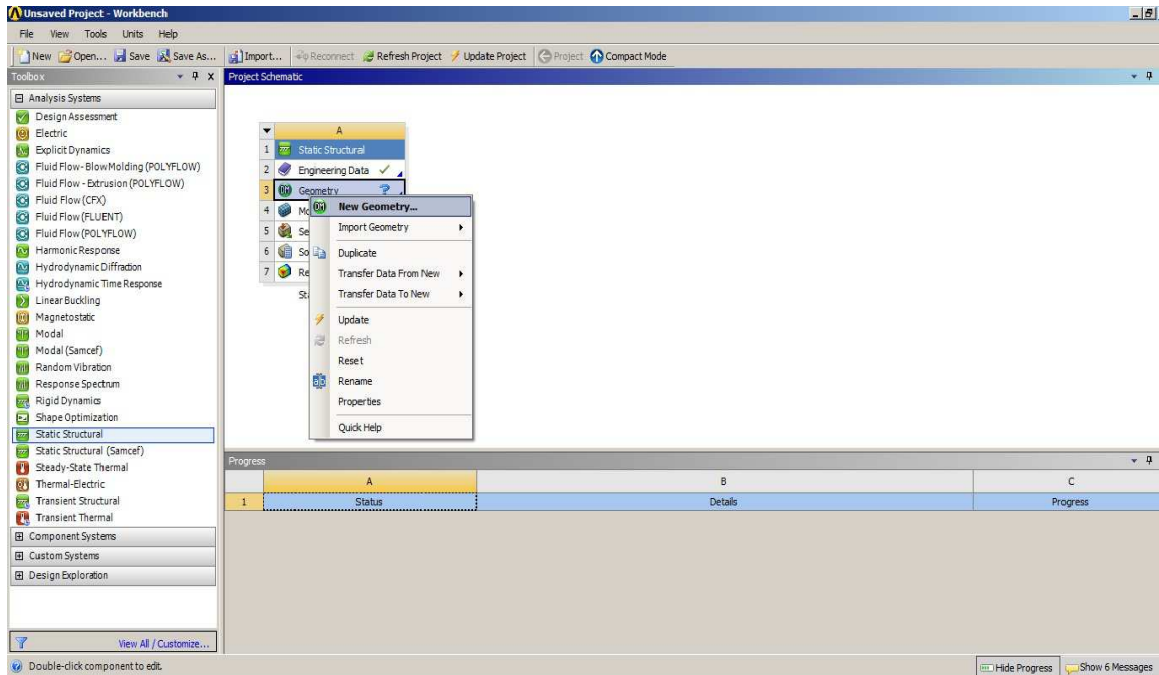 Unsaved Project - Workbench
File View Tools Units Help
New Open... Save Save As... Import... Reconnect Refresh Project Update Project Project Compact Mode
Toolbox
Analysis Systems
Design Assessment
Electric
Explicit Dynamics
Fluid Flow-BlowMolding (POLYFLOW)
Fluid Flow - Extrusion (POLYFLOW)
Fluid Flow (CFX)
Fluid Flow (FLUENT)
Fluid Flow (POLYFLOW)
Harmonic Response
Hydrodynamic Diffraction
Hydrodynamic Time Response
Linear Buckling
Magnetostatic
Modal
Modal (Samcef)
Random Vibration
Response Spectrum
Rigid Dynamics
Shape Optimization
Static Structural
Static Structural (Samcef)
Steady-State Thermal
Thermal-Electric
Transient Structural
Transient Thermal
Component Systems
Custom Systems
Design Exploration
View All / Customize...
Project Schematic
A
1 Static Structural
2 Engineering Data
3 Geometry ?
4 Mo
5 Se
6 So
7 Re
Sta
New Geometry...
Import Geometry
Duplicate
Transfer Data From New
Transfer Data To New
Update
Refresh
Reset
Rename
Properties
Quick Help
Progress
A B C
1 Status Details Progress
Double-click component to edit.
Hide Progress Show 6 Messages